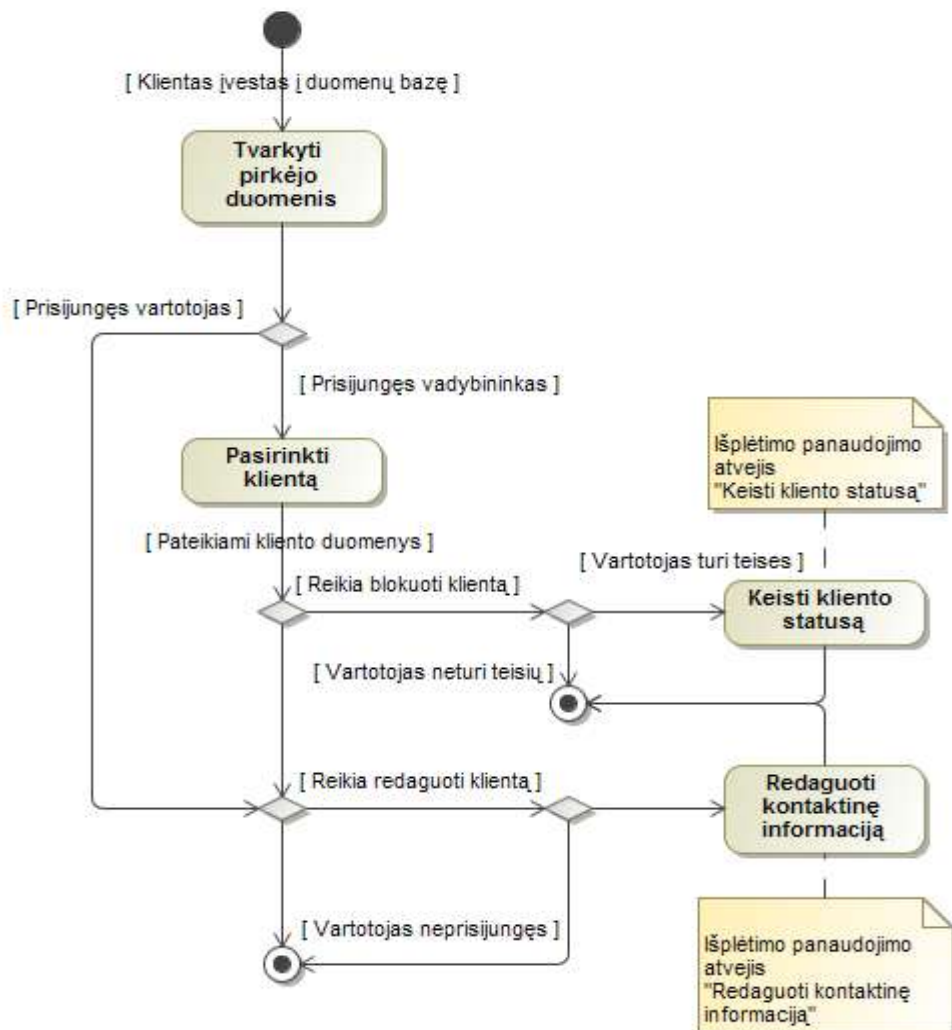 [ Klientas įvestas į duomenų bazę ]
Tvarkyti
pirkėjo
duomenis
[ Prisijungęs vartotojas ]
[ Prisijungęs vadybininkas ]
Pasirinkti
klientą
Išplėtimo panaudojimo
atvejis
"Keisti kliento statusą"
[ Pateikiami kliento duomenys ]
[ Vartotojas turi teises ]
[ Reikia blokuoti klientą ]
Keisti kliento
statusą
[ Vartotojas neturi teisių ]
[ Reikia redaguoti klientą ]
Redaguoti
kontaktinę
informaciją
[ Vartotojas neprisijungęs ]
Išplėtimo panaudojimo
atvejis
"Redaguoti kontaktinę
informaciją"